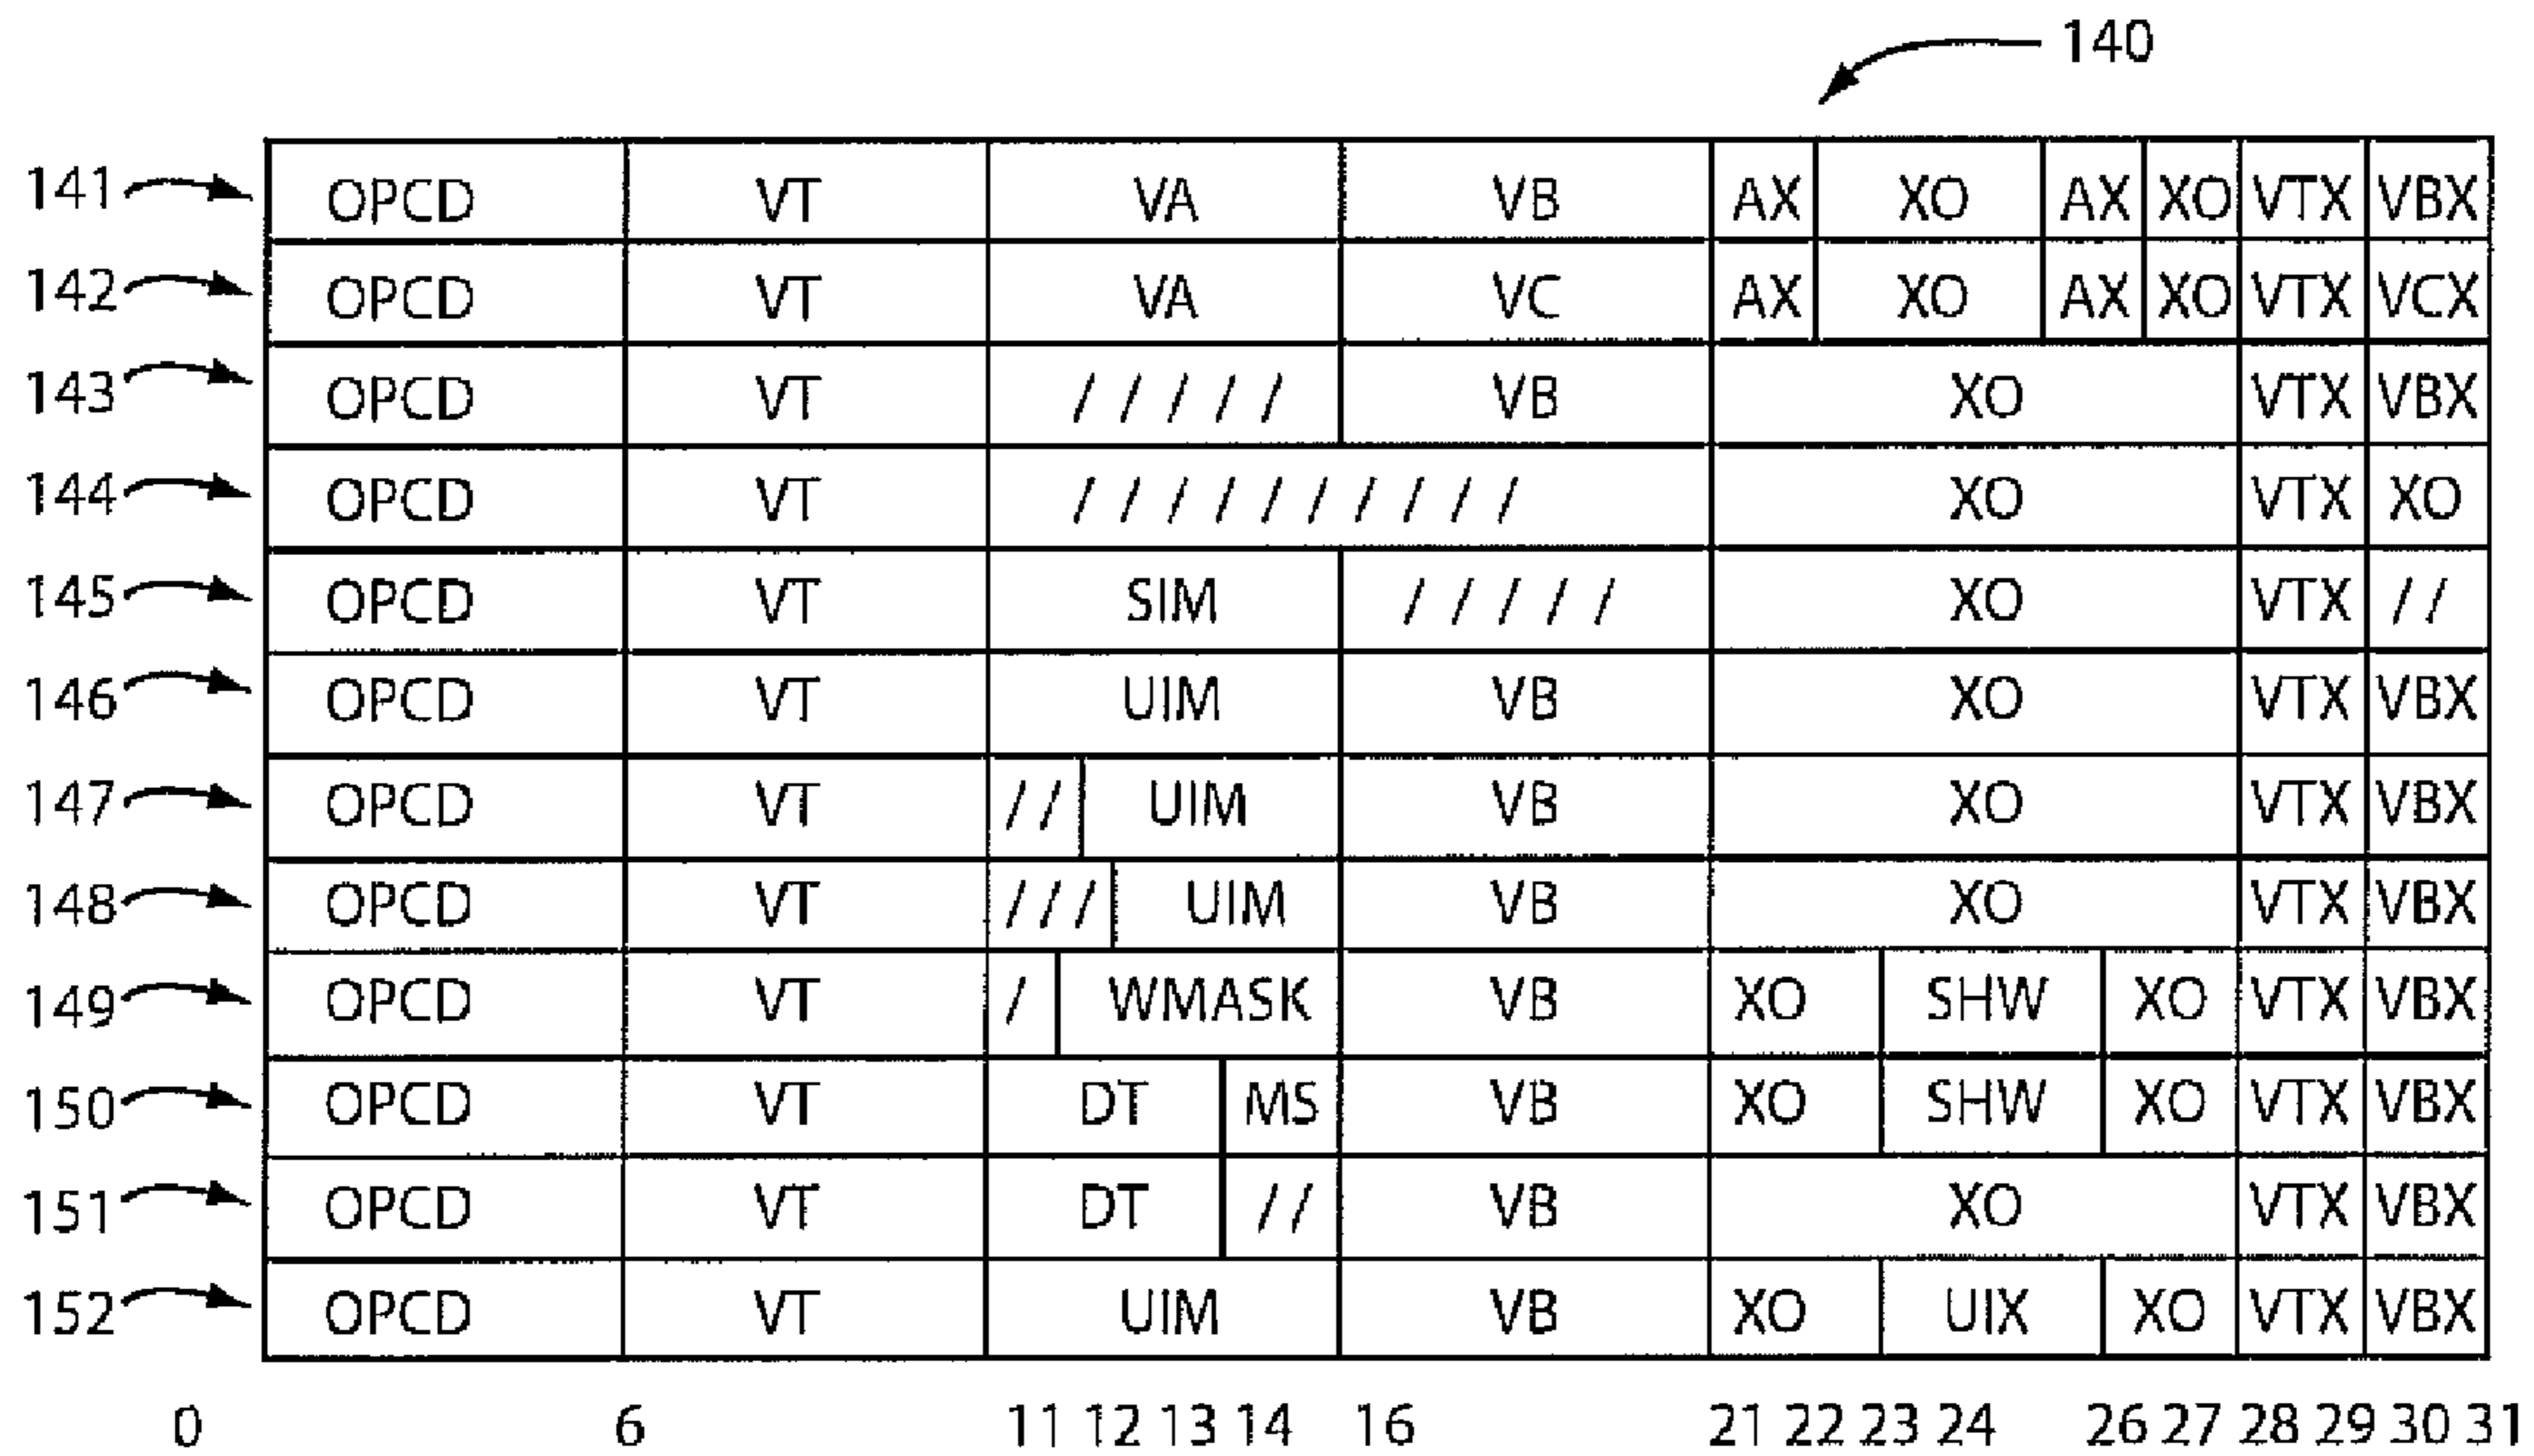 140
141 OPCD VT VA VB AX XO AX XO VTX VBX
142 OPCD VT VA VC AX XO AX XO VTX VCX
143 OPCD VT / / / / / VB XO VTX VBX
144 OPCD VT / / / / / / / / / / XO VTX XO
145 OPCD VT SIM / / / / / XO VTX / /
146 OPCD VT UIM VB XO VTX VBX
147 OPCD VT / / UIM VB XO VTX VBX
148 OPCD VT / / / UIM VB XO VTX VBX
149 OPCD VT / WMASK VB XO SHW XO VTX VBX
150 OPCD VT DT MS VB XO SHW XO VTX VBX
151 OPCD VT DT / / VB XO VTX VBX
152 OPCD VT UIM VB XO UIX XO VTX VBX
0 6 11 12 13 14 16 21 22 23 24 26 27 28 29 30 31